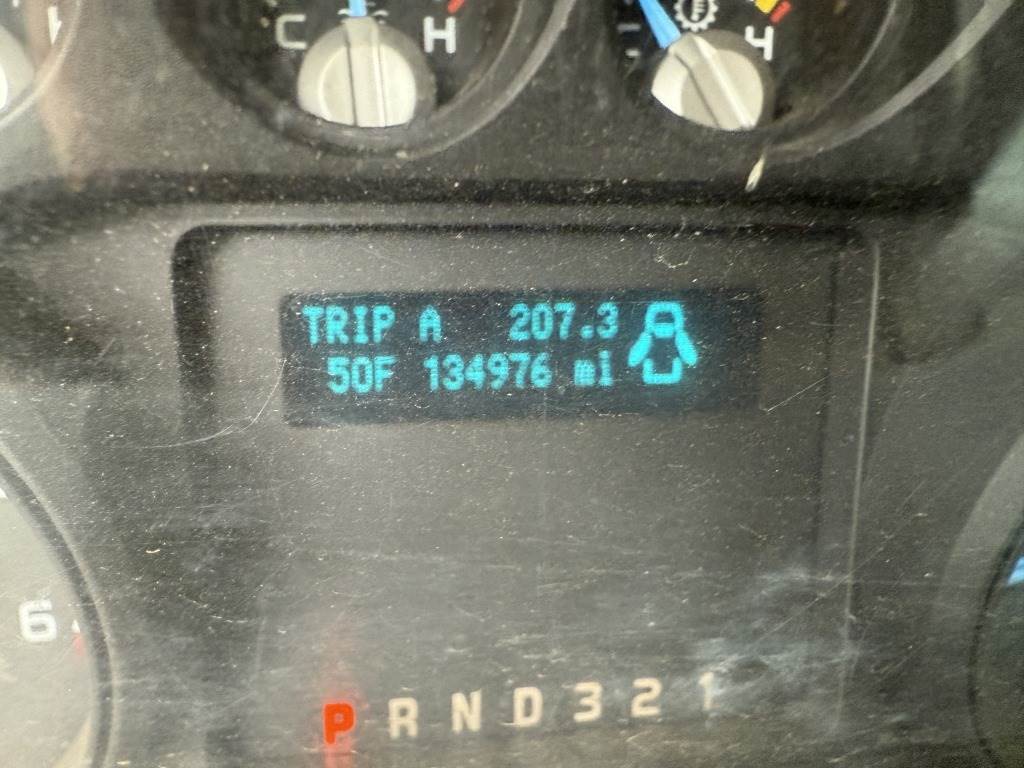 C H H
TRIP A 207.3
50F 134976 mi
6
P R N D 3 2 1